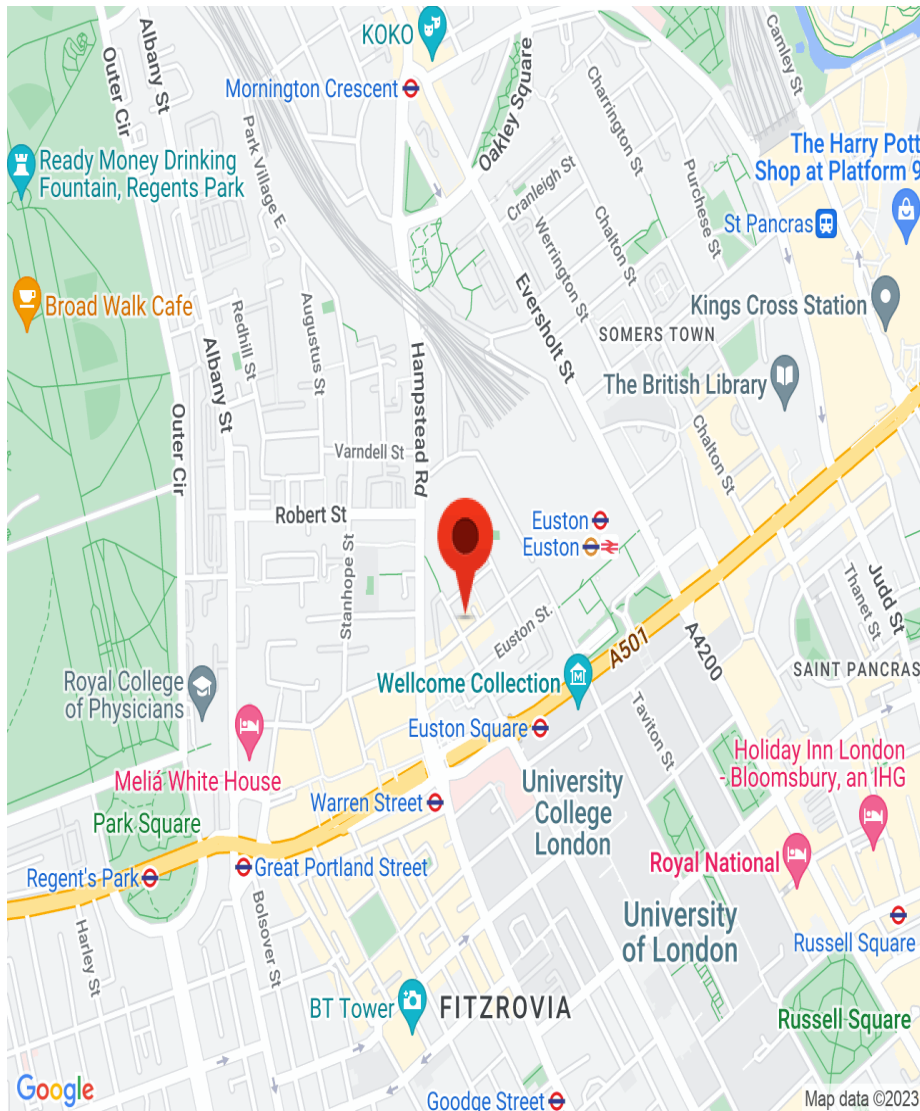 KOKO
Albany St
Outer Cir
Mornington Crescent
Oakley Square
Camley St
Charrington St
Park Village E
Ready Money Drinking
Fountain, Regents Park
The Harry Pott
Shop at Platform 9
Cranleigh St
Purchese St
Chalton St
Werrington St
St Pancras
Broad Walk Cafe
Redhill St
Augustus St
Eversholt St
Kings Cross Station
SOMERS TOWN
Albany St
Hampstead Rd
The British Library
Outer Cir
Chalton St
Varndell St
Robert St
Euston
Euston
Stanhope St
Euston St.
A501
A4200
Judd St
Thanet St
SAINT PANCRAS
Royal College
of Physicians
Wellcome Collection
Euston Square
Taviton St
Meliá White House
Holiday Inn London
- Bloomsbury, an IHG
Warren Street
University
College
London
Park Square
Royal National
Great Portland Street
Regent's Park
Bolsover St
Harley St
University
of London
Russell Square
BT Tower
FITZROVIA
Russell Square
Google
Goodge Street
Map data ©2023